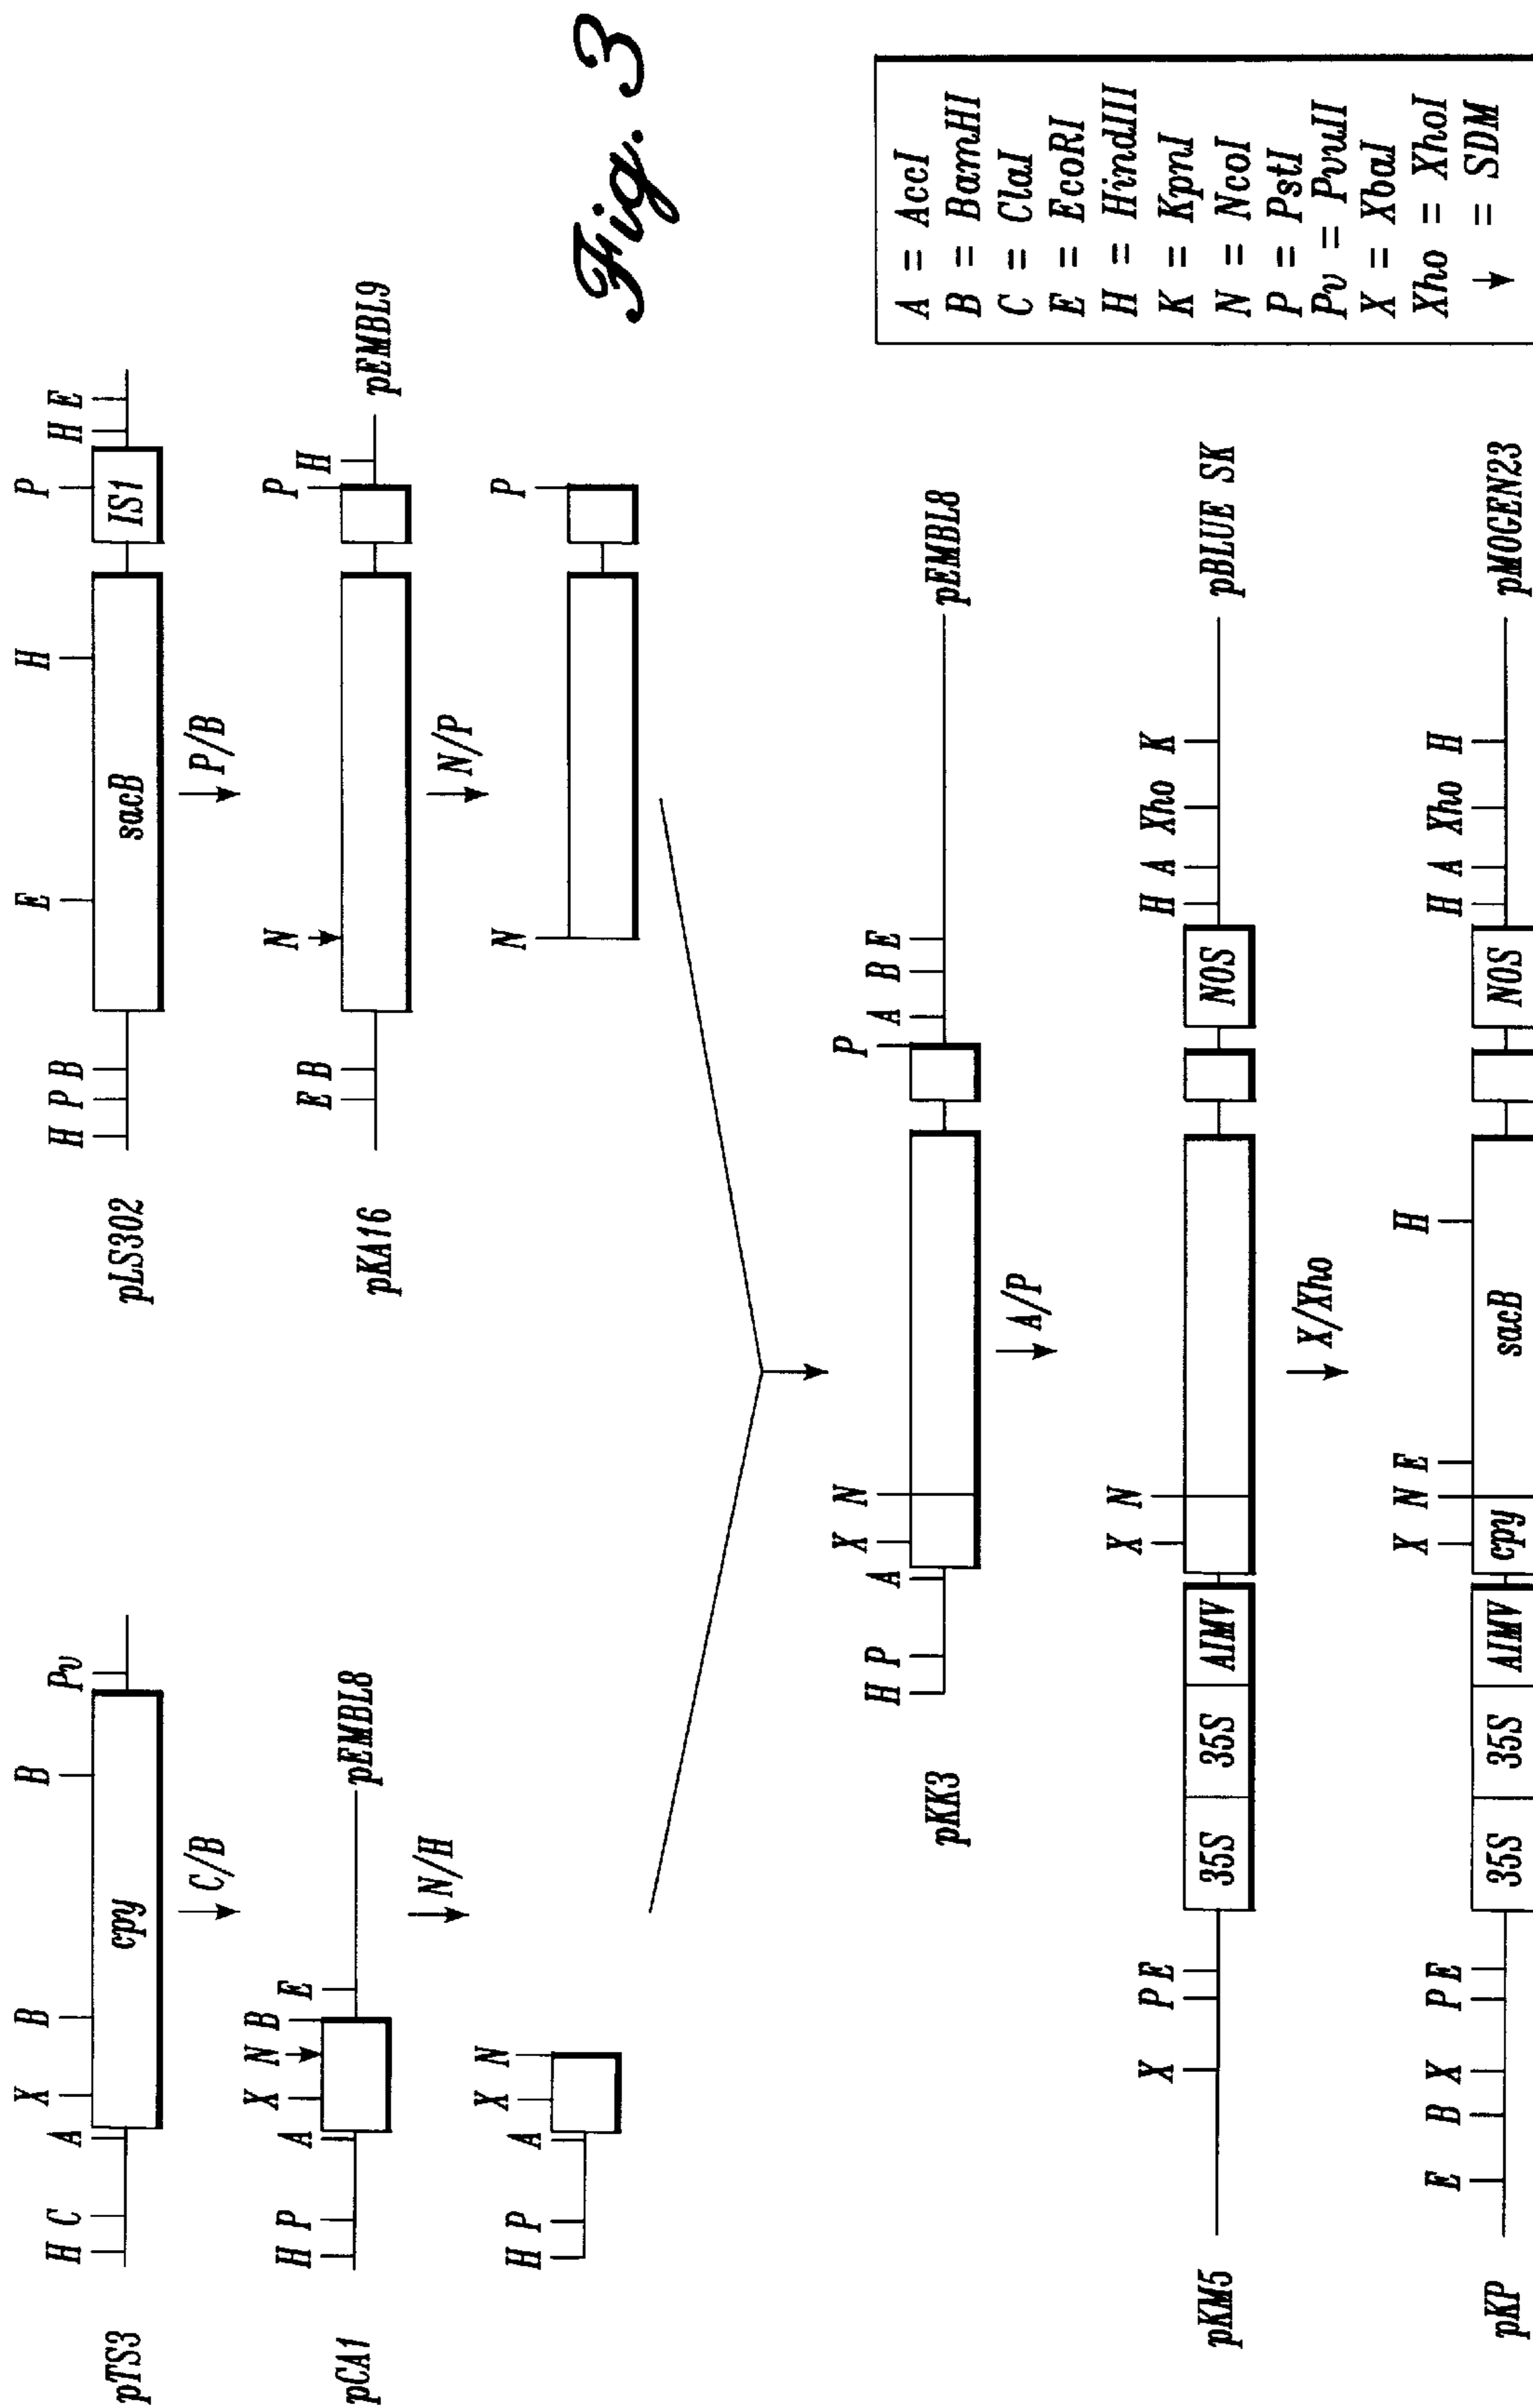 Fig. 3
pTS3
H C A X B B Pv
cpy
C/B
pCA1
H P A X N B E
pEMBL8
N/H
H P A X N
pLS302
H P B E H P H E
sacB
IS1
P/B
pKA16
E B N P H
pEMBL9
N/P
N P
pKK3
H P A X N P A B E
pEMBL8
A/P
pKM5
X P E X N H A Xho K
35S 35S AIMV NOS
pBLUE SK
X/Xho
pKP
E B X P E X N E H H A Xho H
35S 35S AIMV cpy sacB NOS
pMOGEN23
A = AccI
B = BamHI
C = ClaI
E = EcoRI
H = HindIII
K = KpnI
N = NcoI
P = PstI
Pv = PvuII
X = XbaI
Xho = XhoI
↓ = SDM